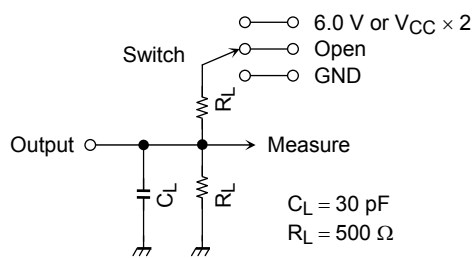 6.0 V or VCC × 2
Switch
Open
GND
RL
Output
Measure
CL
RL
CL = 30 pF
RL = 500 Ω